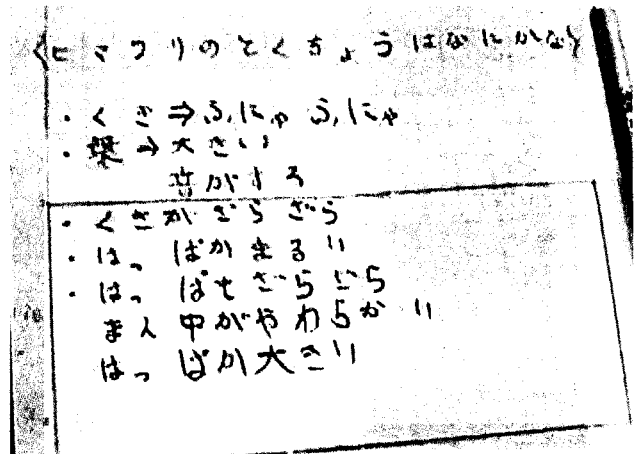 〈ヒマワリのとくちょうはなにかな〉
・くき⇒ふにゃふにゃ
・葉⇒大きい
音がする
・くきがざらざら
・はっぱがまるい
・はっぱもざらざら
まん中がやわらかい
はっぱが大きい